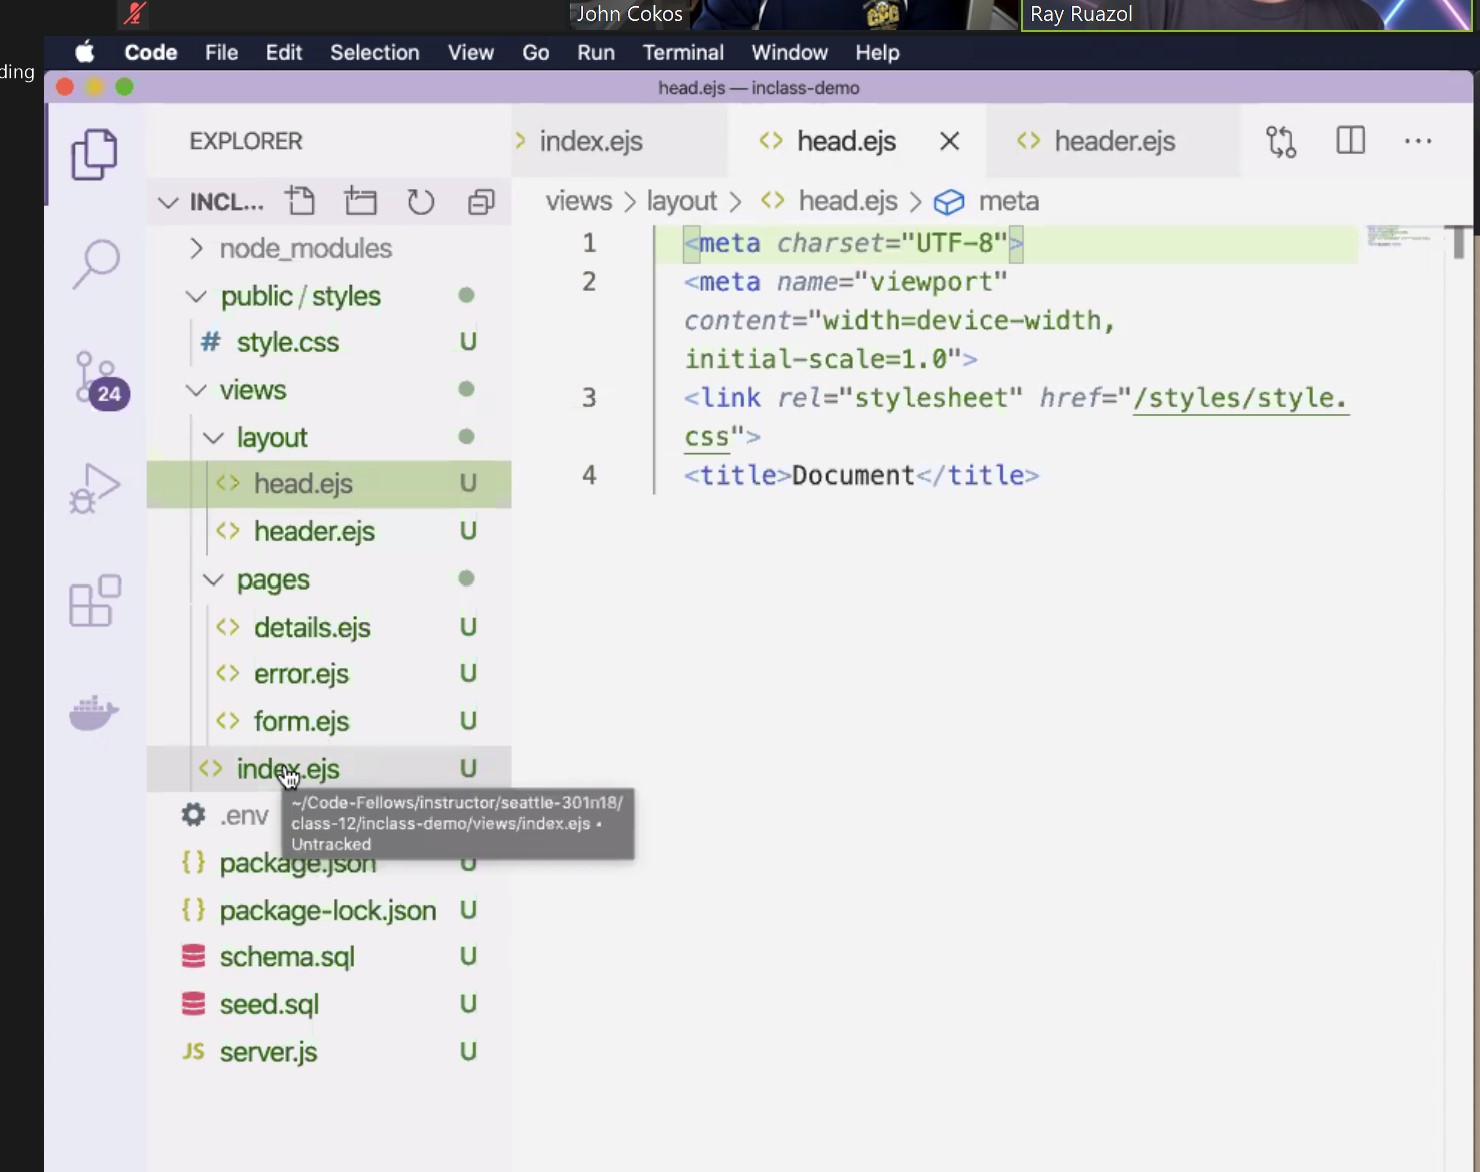 John Cokos
Ray Ruazol
ding
Code File Edit Selection View Go Run Terminal Window Help
head.ejs — inclass-demo
EXPLORER
index.ejs
head.ejs
header.ejs
INCL...
views > layout > head.ejs > meta
node_modules
public / styles
style.css U
views
layout
head.ejs U
header.ejs U
pages
details.ejs U
error.ejs U
form.ejs U
index.ejs U
.env
package.json U
package-lock.json U
schema.sql U
seed.sql U
JS server.js U
24
~/Code-Fellows/instructor/seattle-301n18/
class-12/inclass-demo/views/index.ejs •
Untracked
1 <meta charset="UTF-8">
2 <meta name="viewport"
content="width=device-width,
initial-scale=1.0">
3 <link rel="stylesheet" href="/styles/style.
css">
4 <title>Document</title>